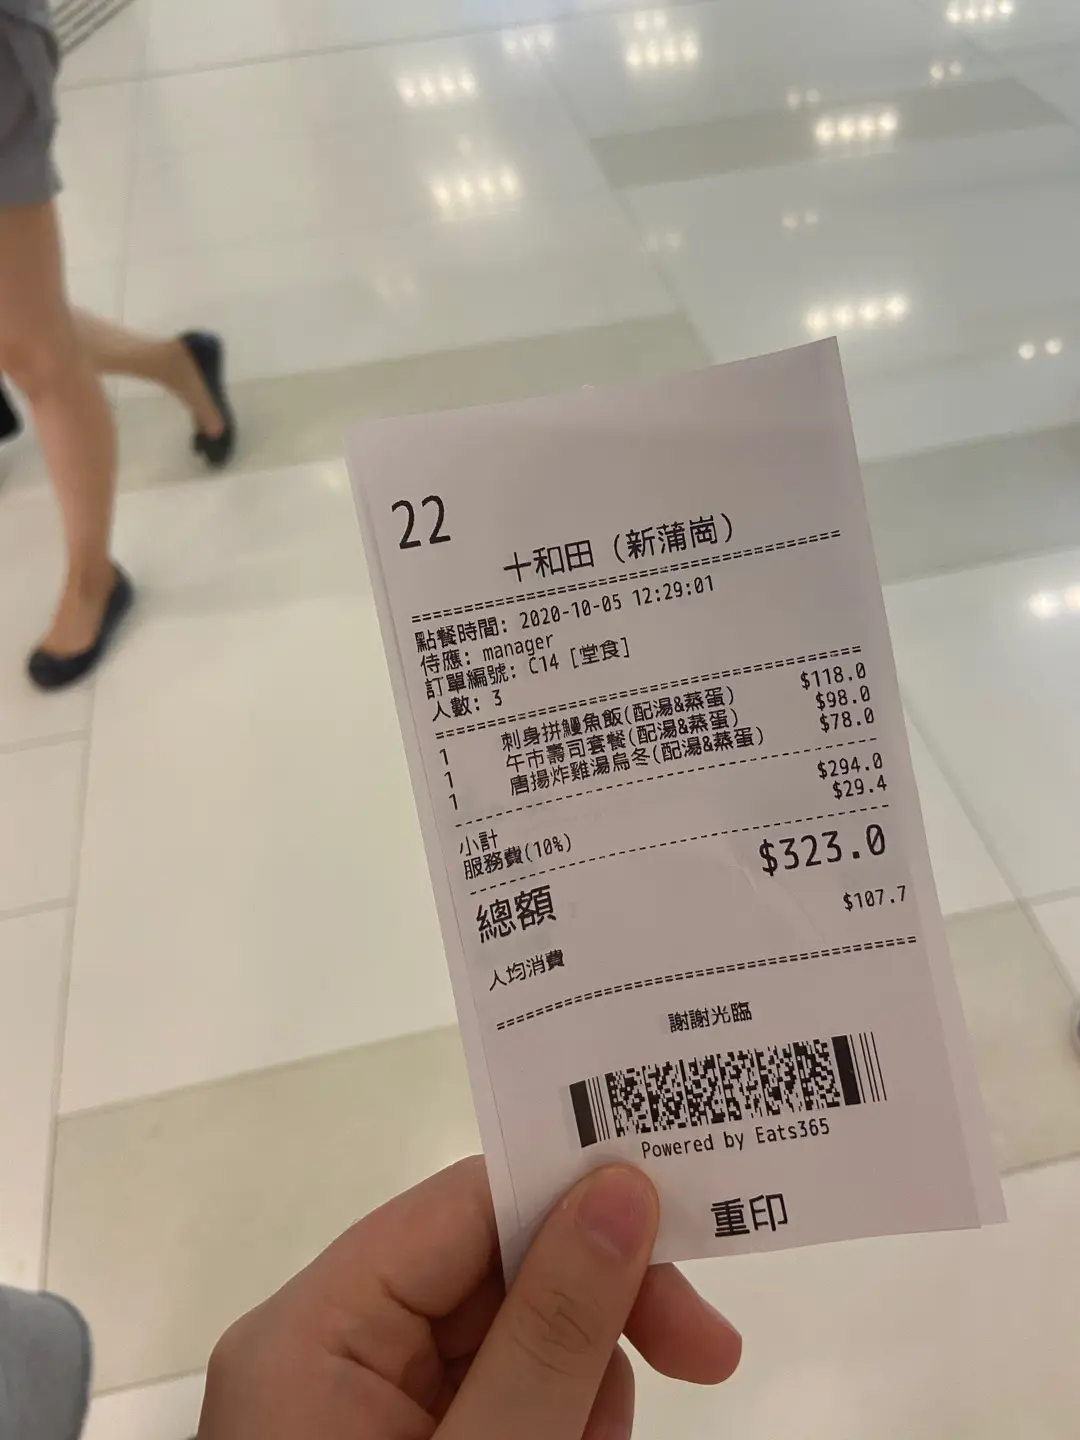 22
十和田（新蒲崗）
點餐時間: 2020-10-05 12:29:01
侍應: manager
訂單編號: C14 [堂食]
人數: 3
1 刺身拼鰻魚飯(配湯&蒸蛋) $118.0
1 午市壽司套餐(配湯&蒸蛋) $98.0
1 唐揚炸雞湯烏冬(配湯&蒸蛋) $78.0
小計 $294.0
服務費(10%) $29.4
總額 $323.0
人均消費 $107.7
謝謝光臨
Powered by Eats365
重印